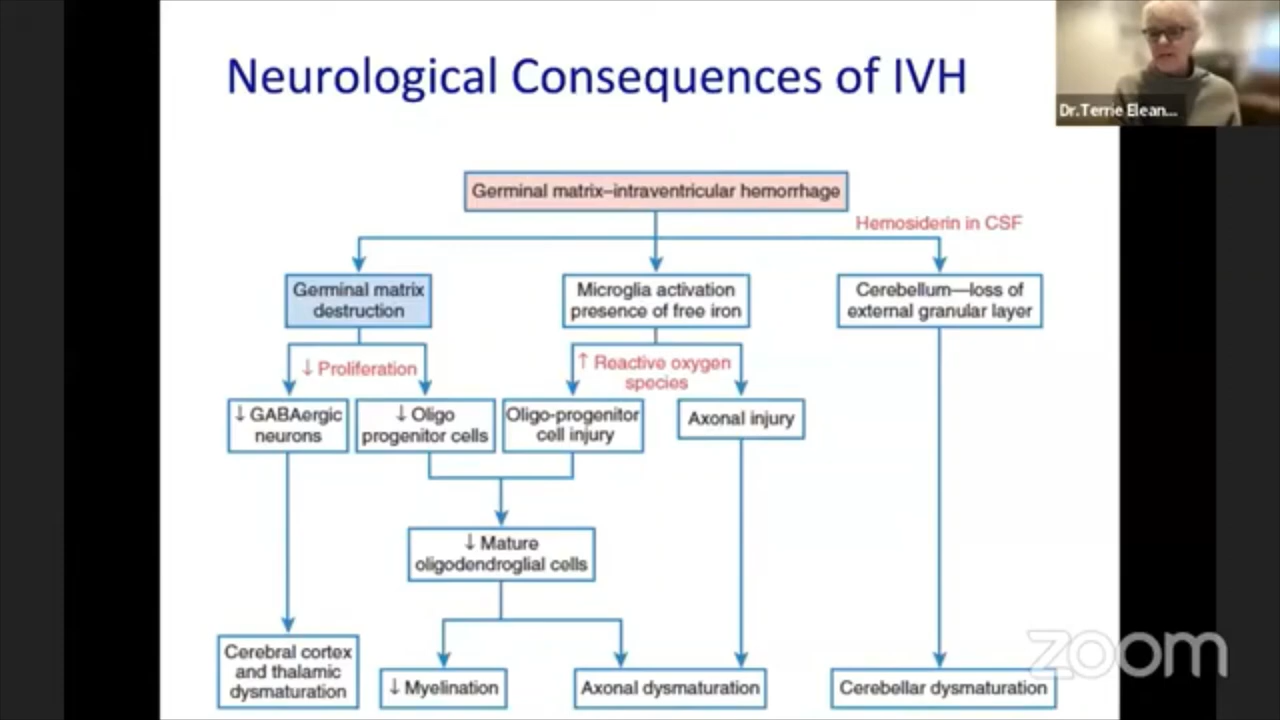 Neurological Consequences of IVH
Dr.Terrie Elean...
Germinal matrix–intraventricular hemorrhage
Hemosiderin in CSF
Germinal matrix
destruction
Microglia activation
presence of free iron
Cerebellum—loss of
external granular layer
↓ Proliferation
↑ Reactive oxygen
species
↓ GABAergic
neurons
↓ Oligo
progenitor cells
Oligo-progenitor
cell injury
Axonal injury
↓ Mature
oligodendroglial cells
Cerebral cortex
and thalamic
dysmaturation
↓ Myelination
Axonal dysmaturation
Cerebellar dysmaturation
zoom